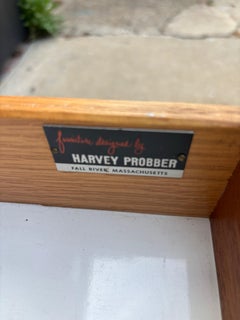 furniture designed by
HARVEY PROBBER
FALL RIVER MASSACHUSETTS